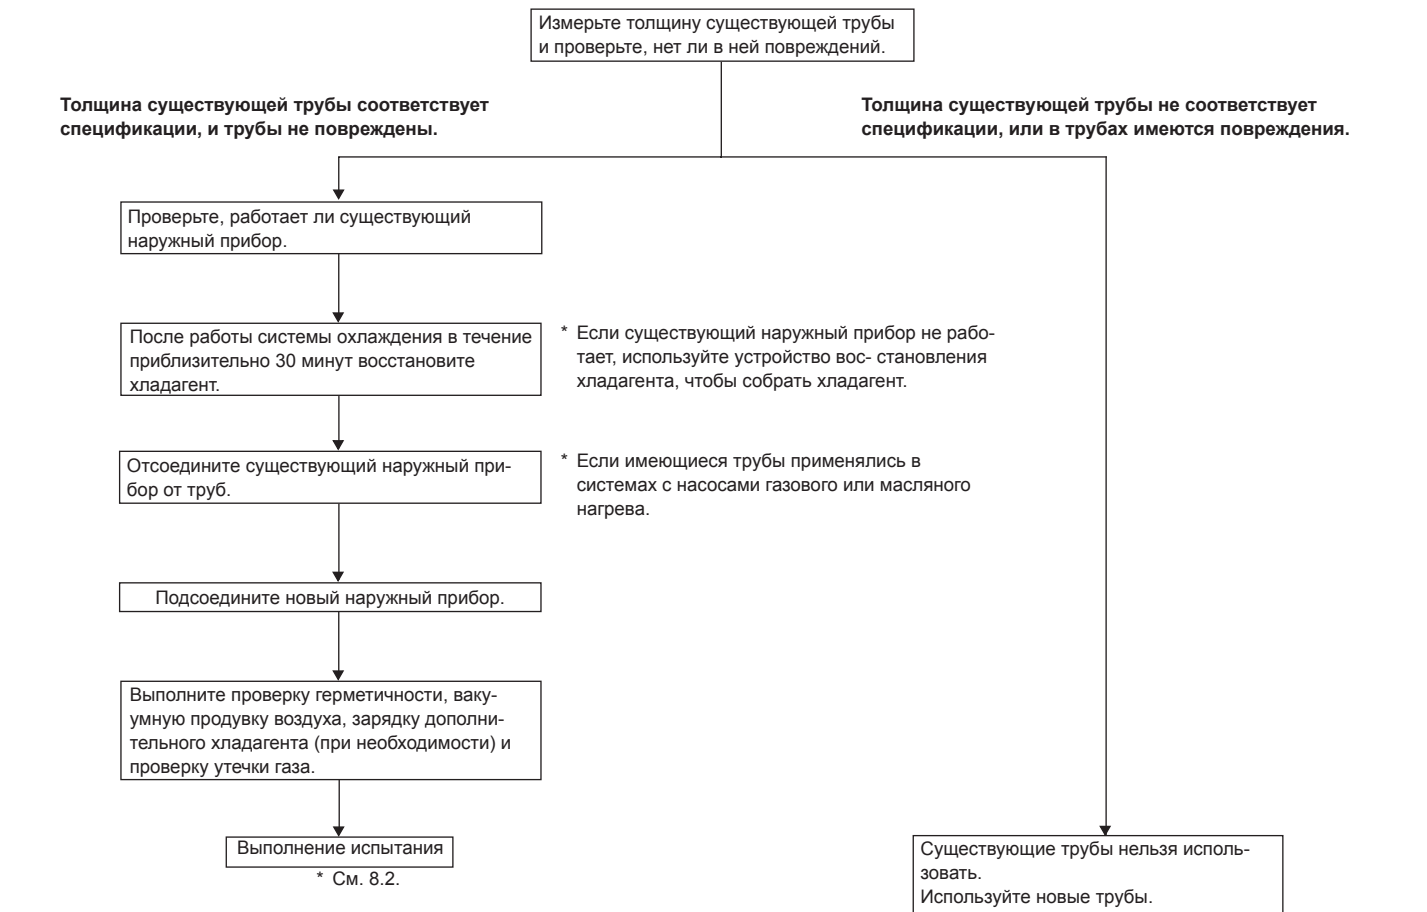 Измерьте толщину существующей трубы
и проверьте, нет ли в ней повреждений.
Толщина существующей трубы соответствует
спецификации, и трубы не повреждены.
Толщина существующей трубы не соответствует
спецификации, или в трубах имеются повреждения.
Проверьте, работает ли существующий
наружный прибор.
После работы системы охлаждения в течение
приблизительно 30 минут восстановите
хладагент.
* Если существующий наружный прибор не рабо-
тает, используйте устройство вос- становления
хладагента, чтобы собрать хладагент.
Отсоедините существующий наружный при-
бор от труб.
* Если имеющиеся трубы применялись в
системах с насосами газового или масляного
нагрева.
Подсоедините новый наружный прибор.
Выполните проверку герметичности, ваку-
умную продувку воздуха, зарядку дополни-
тельного хладагента (при необходимости) и
проверку утечки газа.
Выполнение испытания
* См. 8.2.
Существующие трубы нельзя исполь-
зовать.
Используйте новые трубы.